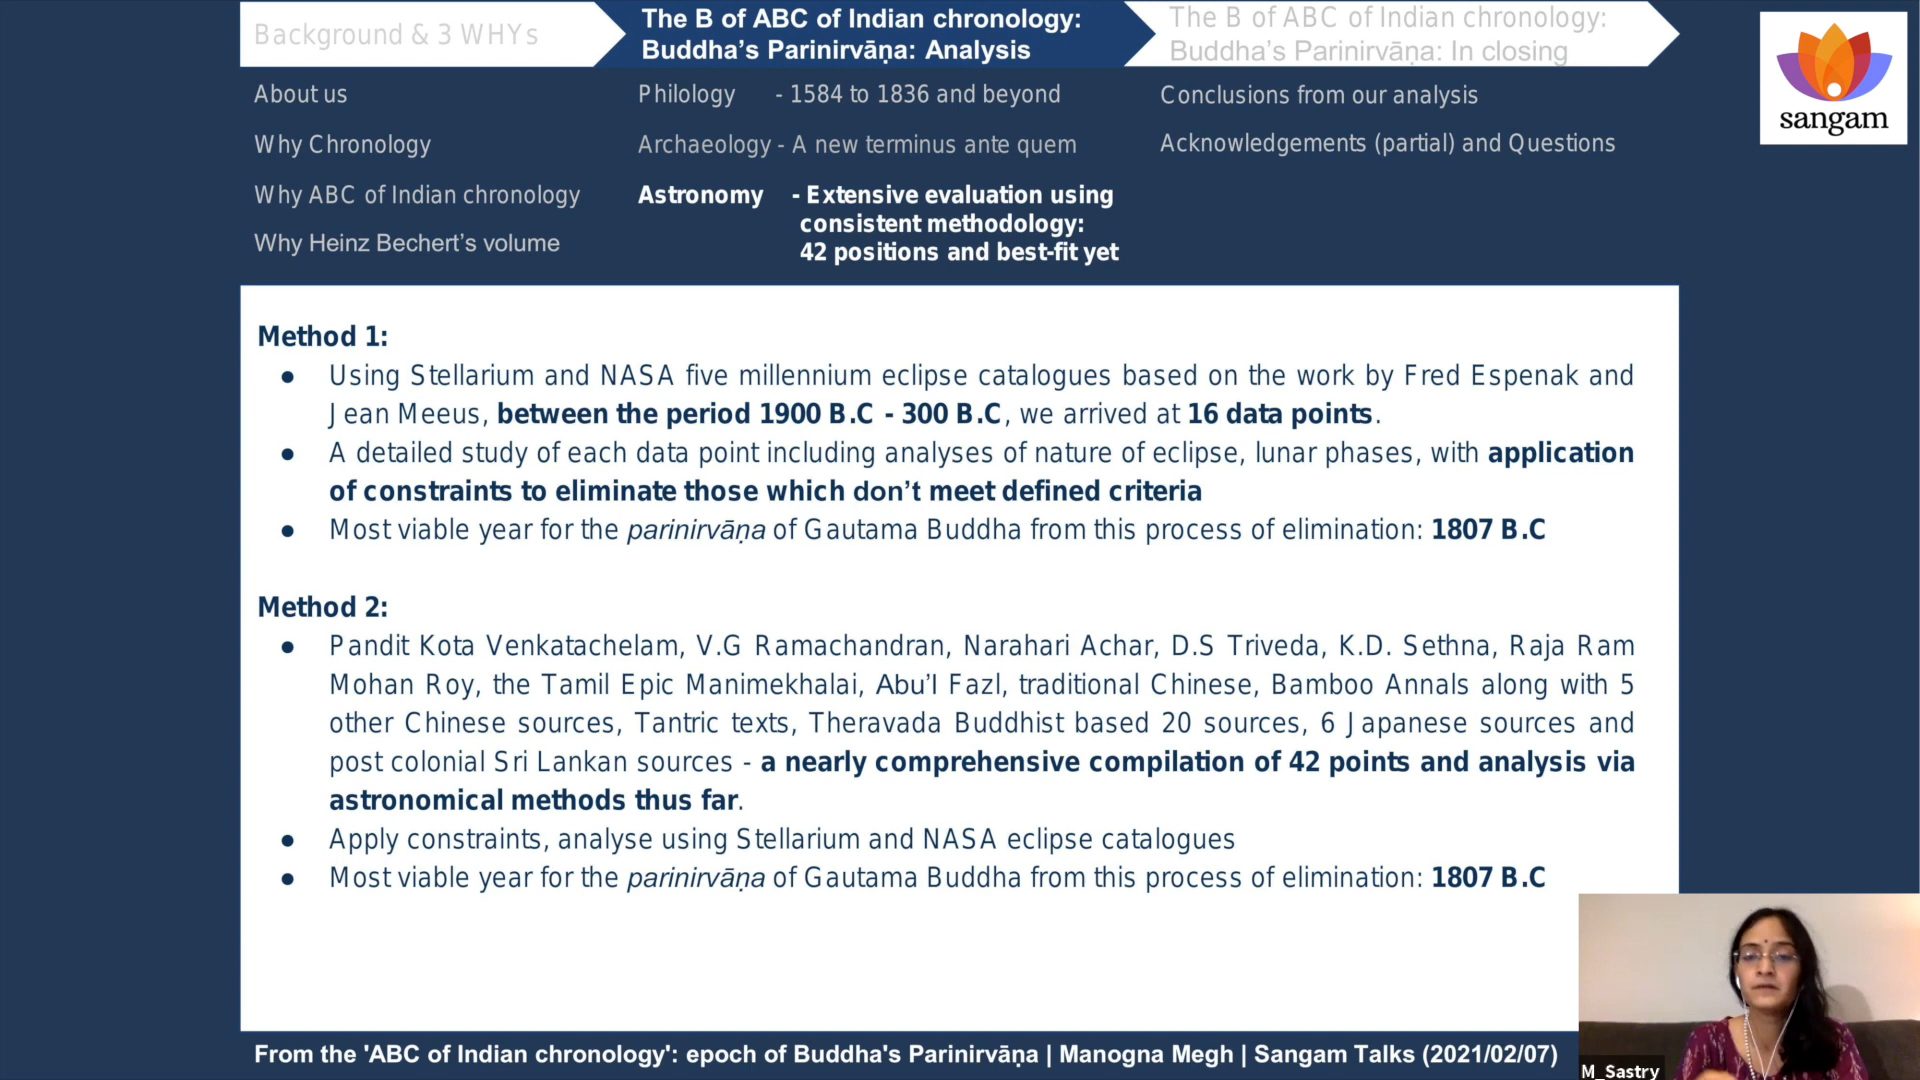 Background & 3 WHYs
The B of ABC of Indian chronology:
Buddha’s Parinirvāṇa: Analysis
The B of ABC of Indian chronology:
Buddha’s Parinirvāṇa: In closing
sangam
About us
Why Chronology
Why ABC of Indian chronology
Why Heinz Bechert’s volume
Philology - 1584 to 1836 and beyond
Archaeology - A new terminus ante quem
Astronomy - Extensive evaluation using
consistent methodology:
42 positions and best-fit yet
Conclusions from our analysis
Acknowledgements (partial) and Questions
Method 1:
● Using Stellarium and NASA five millennium eclipse catalogues based on the work by Fred Espenak and
Jean Meeus, between the period 1900 B.C - 300 B.C, we arrived at 16 data points.
● A detailed study of each data point including analyses of nature of eclipse, lunar phases, with application
of constraints to eliminate those which don’t meet defined criteria
● Most viable year for the parinirvāṇa of Gautama Buddha from this process of elimination: 1807 B.C
Method 2:
● Pandit Kota Venkatachelam, V.G Ramachandran, Narahari Achar, D.S Triveda, K.D. Sethna, Raja Ram
Mohan Roy, the Tamil Epic Manimekhalai, Abu’l Fazl, traditional Chinese, Bamboo Annals along with 5
other Chinese sources, Tantric texts, Theravada Buddhist based 20 sources, 6 Japanese sources and
post colonial Sri Lankan sources - a nearly comprehensive compilation of 42 points and analysis via
astronomical methods thus far.
● Apply constraints, analyse using Stellarium and NASA eclipse catalogues
● Most viable year for the parinirvāṇa of Gautama Buddha from this process of elimination: 1807 B.C
From the 'ABC of Indian chronology': epoch of Buddha's Parinirvāṇa | Manogna Megh | Sangam Talks (2021/02/07)
M_Sastry